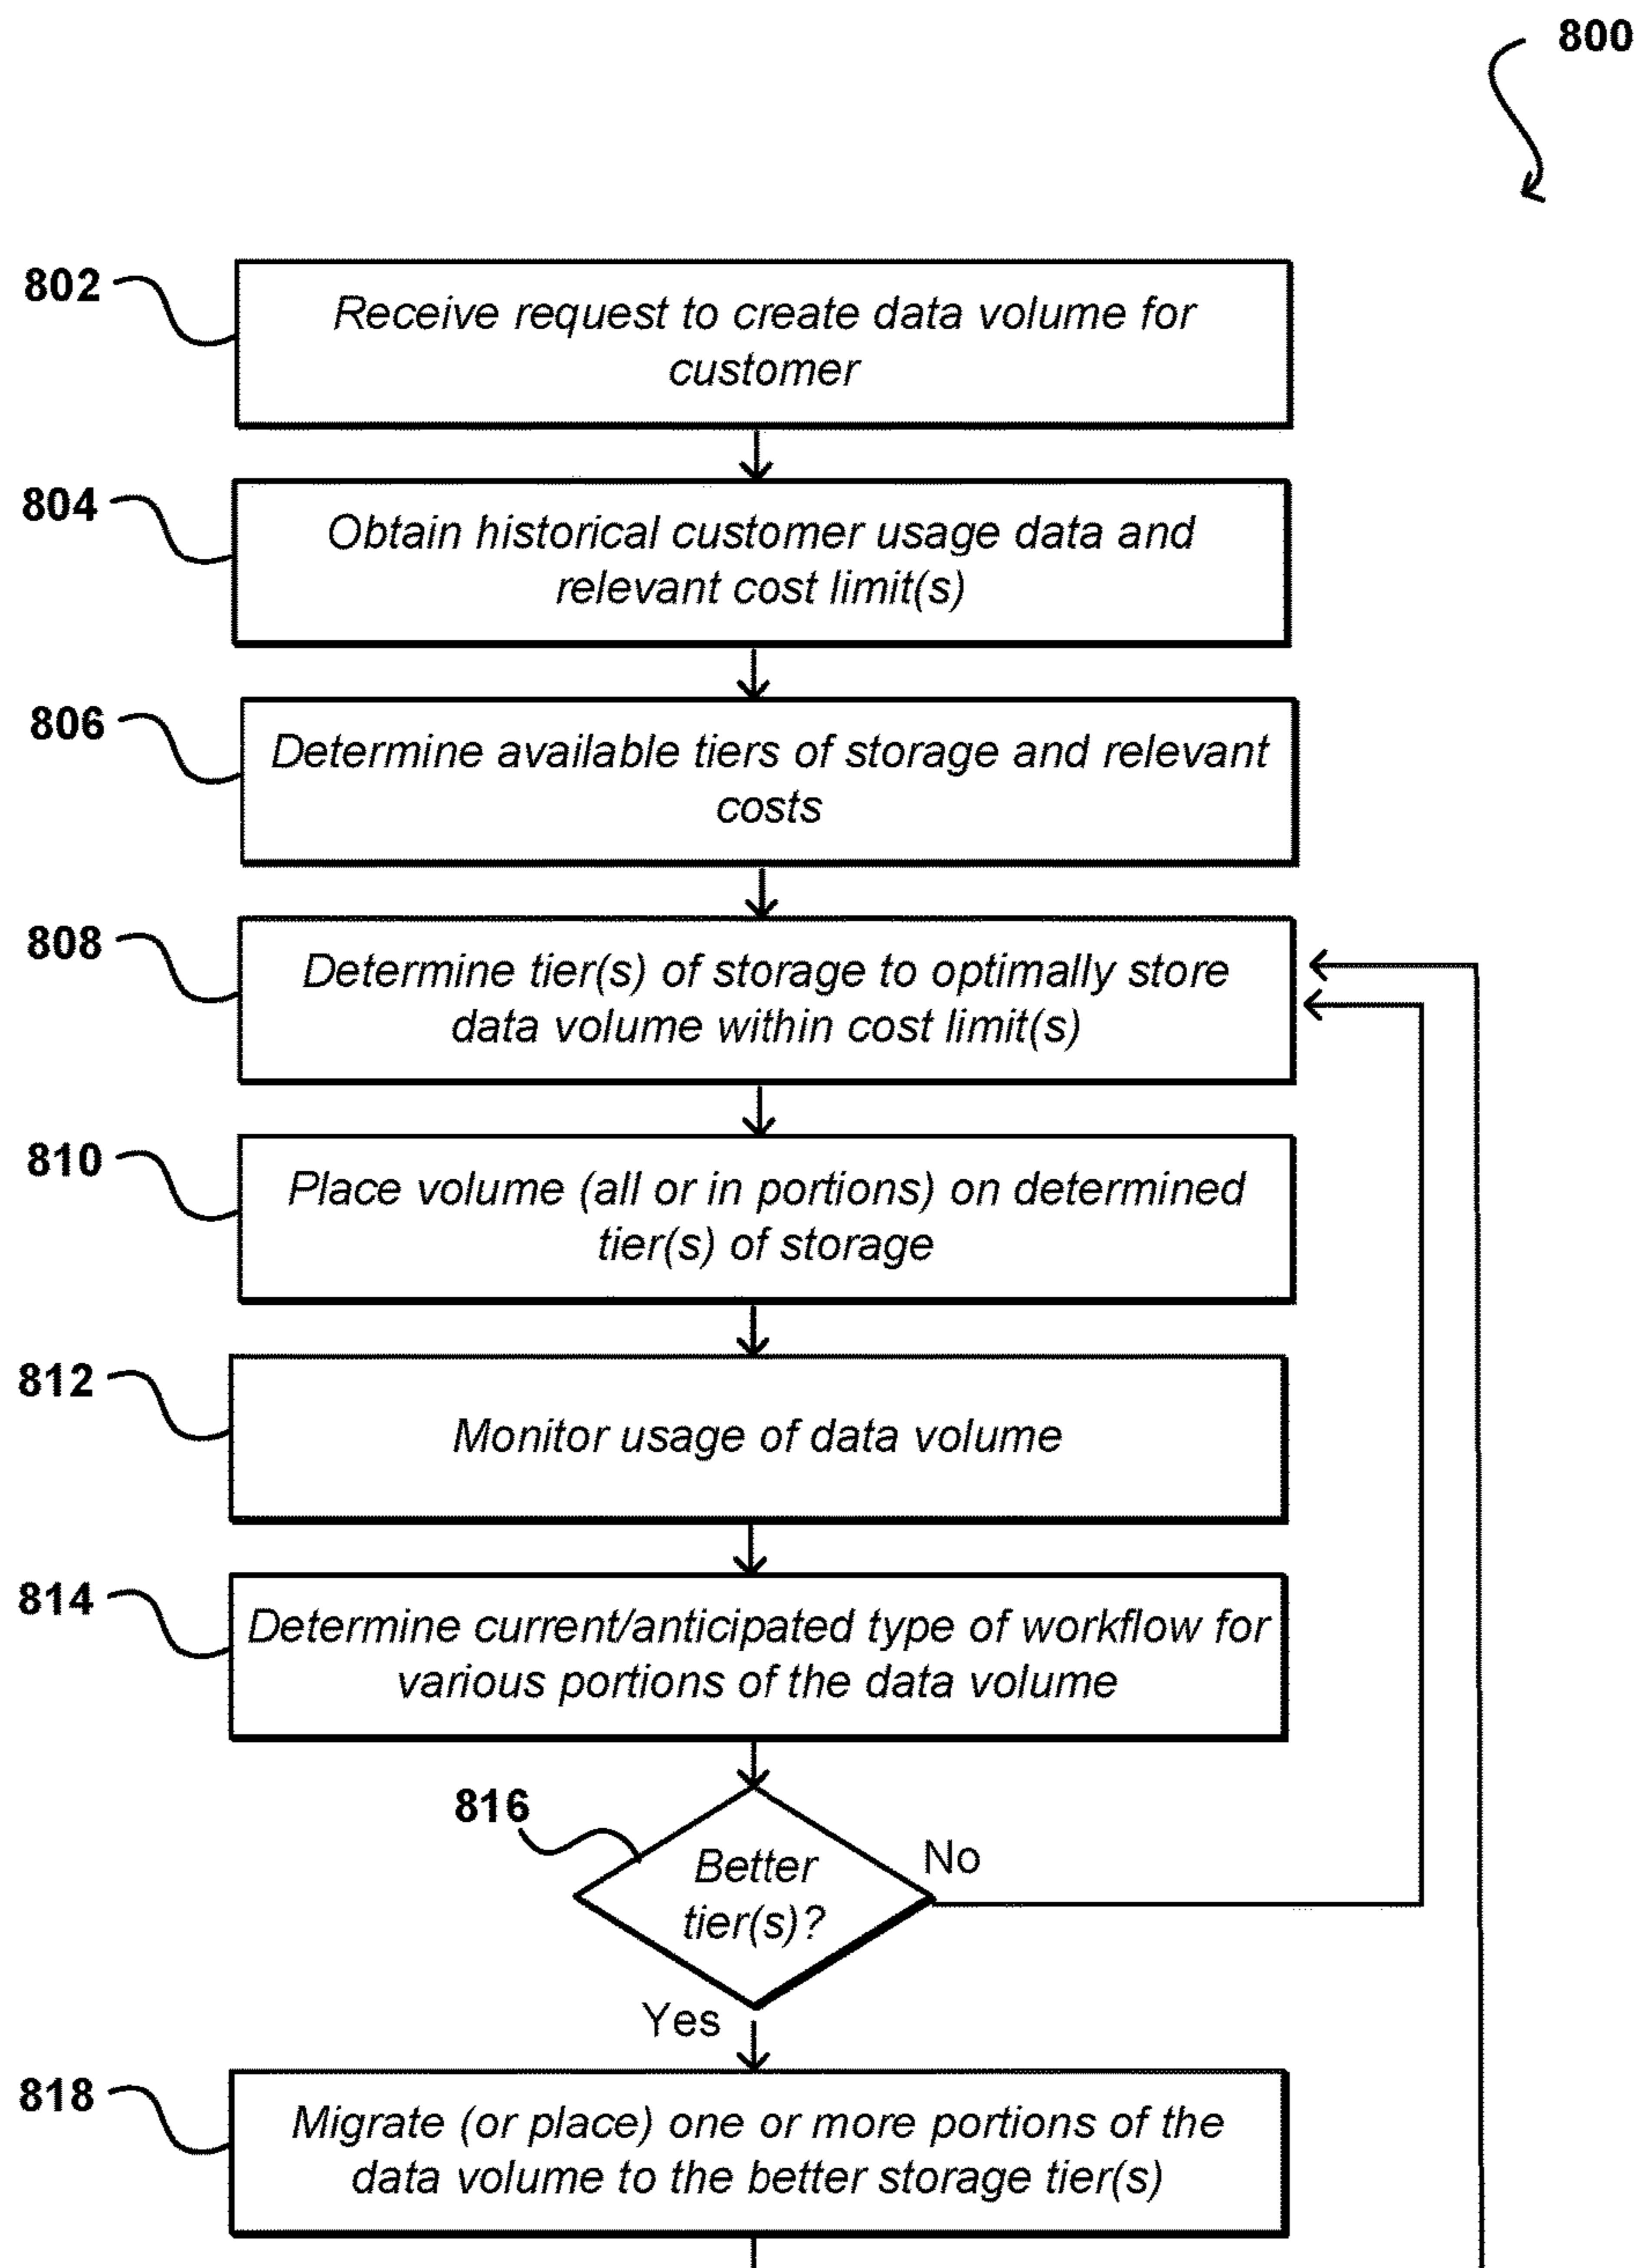 800
802
Receive request to create data volume for
customer
804
Obtain historical customer usage data and
relevant cost limit(s)
806
Determine available tiers of storage and relevant
costs
808
Determine tier(s) of storage to optimally store
data volume within cost limit(s)
810
Place volume (all or in portions) on determined
tier(s) of storage
812
Monitor usage of data volume
814
Determine current/anticipated type of workflow for
various portions of the data volume
816
Better
tier(s)?
No
Yes
818
Migrate (or place) one or more portions of the
data volume to the better storage tier(s)